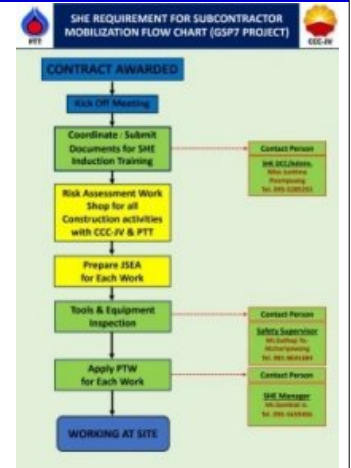 SHE REQUIREMENT FOR SUBCONTRACTOR
MOBILIZATION FLOW CHART (GSP7 PROJECT)
PTT
CCC-JV
CONTRACT AWARDED
Kick Off Meeting
Coordinate / Submit
Documents for SHE
Induction Training
Contact Person
Risk Assessment Work
Shop for all
Construction activities
with CCC-JV & PTT
Prepare JSEA
for Each Work
Tools & Equipment
Inspection
Contact Person
Safety Supervisor
Apply PTW
for Each Work
Contact Person
SHE Manager
WORKING AT SITE